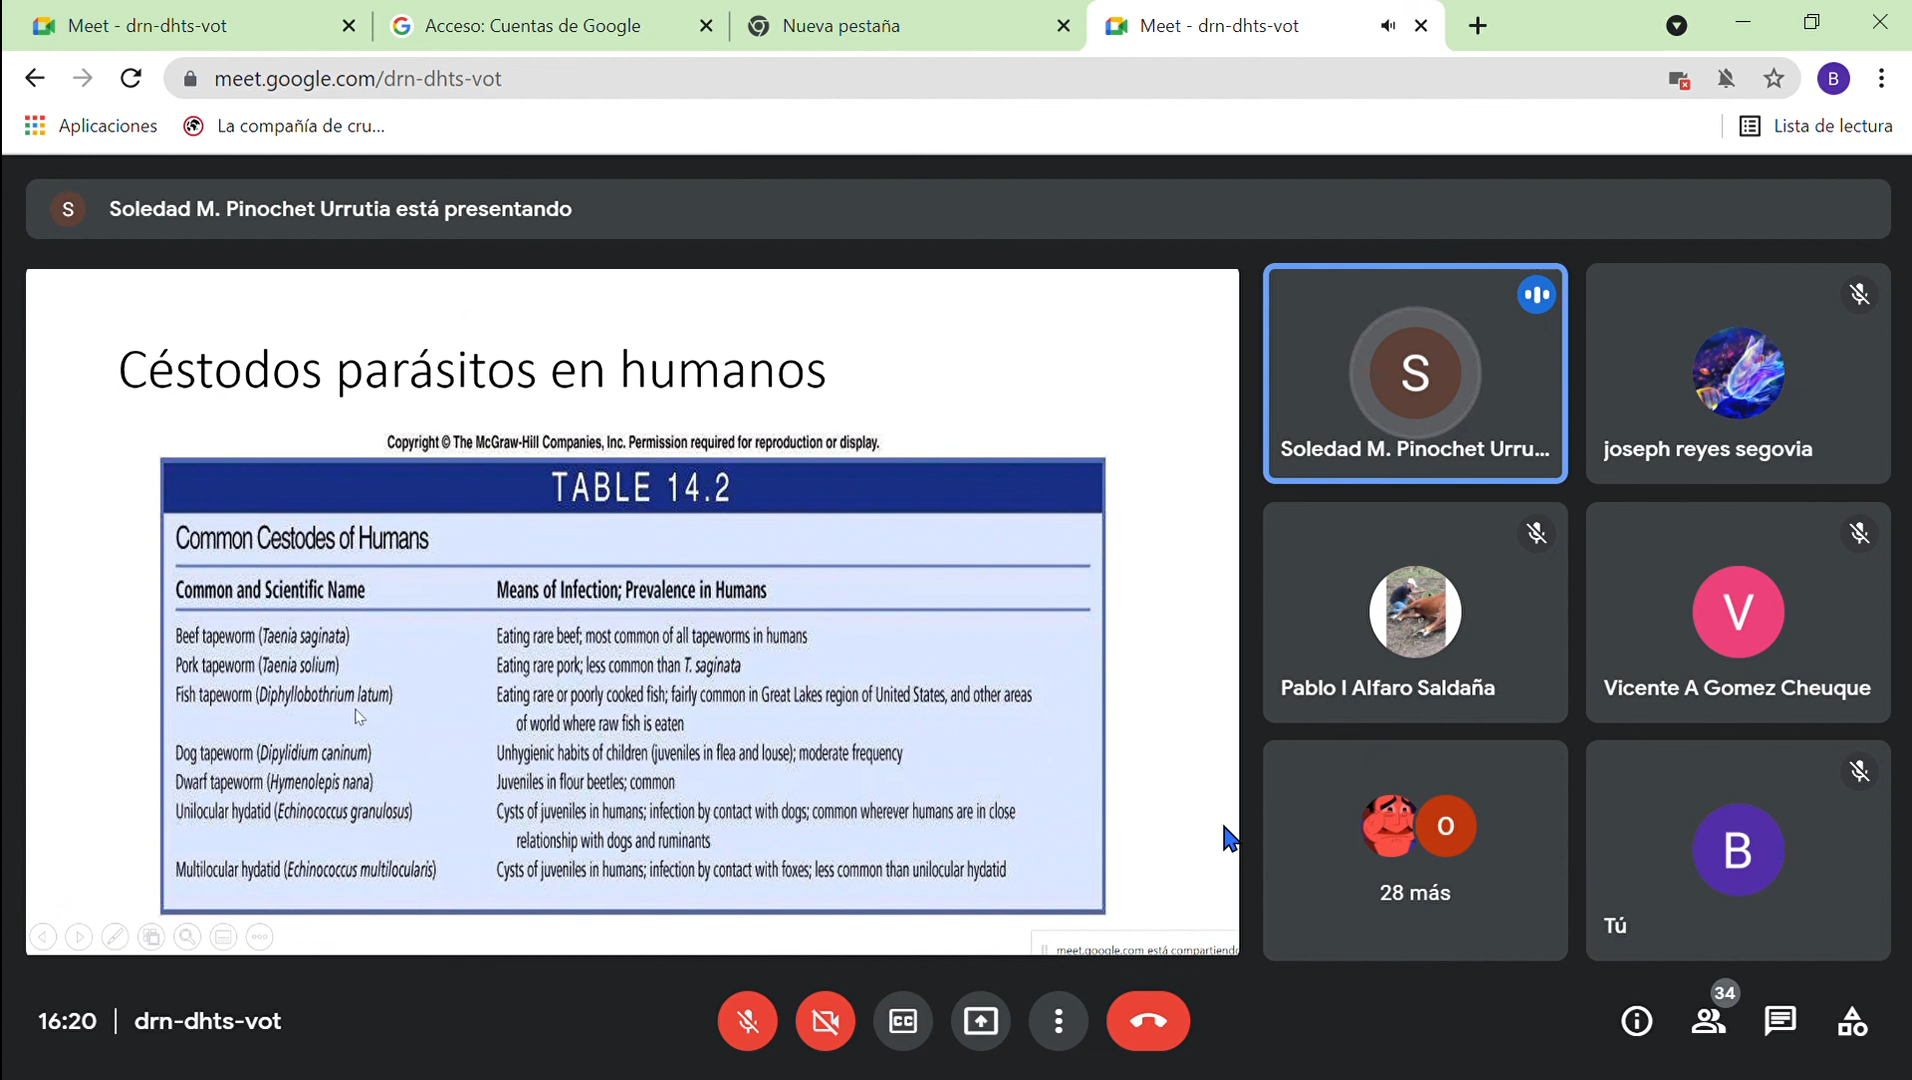 Meet - drn-dhts-vot
Acceso: Cuentas de Google
Nueva pestaña
Meet - drn-dhts-vot
meet.google.com/drn-dhts-vot
B
Aplicaciones
La compañía de cru...
Lista de lectura
S
Soledad M. Pinochet Urrutia está presentando
Céstodos parásitos en humanos
Copyright © The McGraw-Hill Companies, Inc. Permission required for reproduction or display.
TABLE 14.2
Common Cestodes of Humans
Common and Scientific Name Means of Infection; Prevalence in Humans
Beef tapeworm (Taenia saginata) Eating rare beef; most common of all tapeworms in humans
Pork tapeworm (Taenia solium) Eating rare pork; less common than T. saginata
Fish tapeworm (Diphyllobothrium latum) Eating rare or poorly cooked fish; fairly common in Great Lakes region of United States, and other areas
of world where raw fish is eaten
Dog tapeworm (Dipylidium caninum) Unhygienic habits of children (juveniles in flea and louse); moderate frequency
Dwarf tapeworm (Hymenolepis nana) Juveniles in flour beetles; common
Unilocular hydatid (Echinococcus granulosus) Cysts of juveniles in humans; infection by contact with dogs; common wherever humans are in close
relationship with dogs and ruminants
Multilocular hydatid (Echinococcus multilocularis) Cysts of juveniles in humans; infection by contact with foxes; less common than unilocular hydatid
meet.google.com está compartiendo
S
Soledad M. Pinochet Urru...
joseph reyes segovia
Pablo I Alfaro Saldaña
V
Vicente A Gomez Cheuque
O
28 más
B
Tú
16:20 | drn-dhts-vot
CC
34